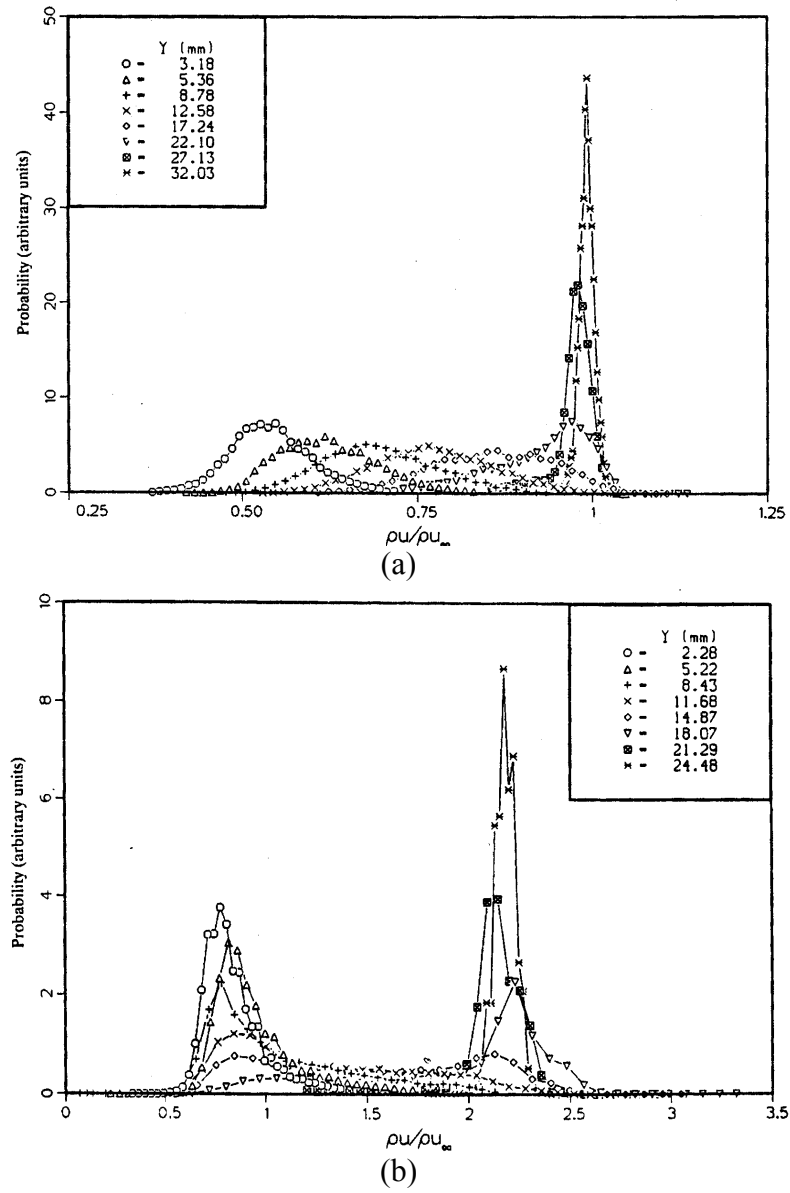 50
40
30
20
10
0
Probability (arbitrary units)
Y (mm)
3.18
5.36
8.78
12.58
17.24
22.10
27.13
32.03
0.25 0.50 0.75 1 1.25
ρu/ρu∞
(a)
10
8
6
4
2
0
Probability (arbitrary units)
Y (mm)
2.28
5.22
8.43
11.68
14.87
18.07
21.29
24.48
0 0.5 1 1.5 2 2.5 3 3.5
ρu/ρu∞
(b)